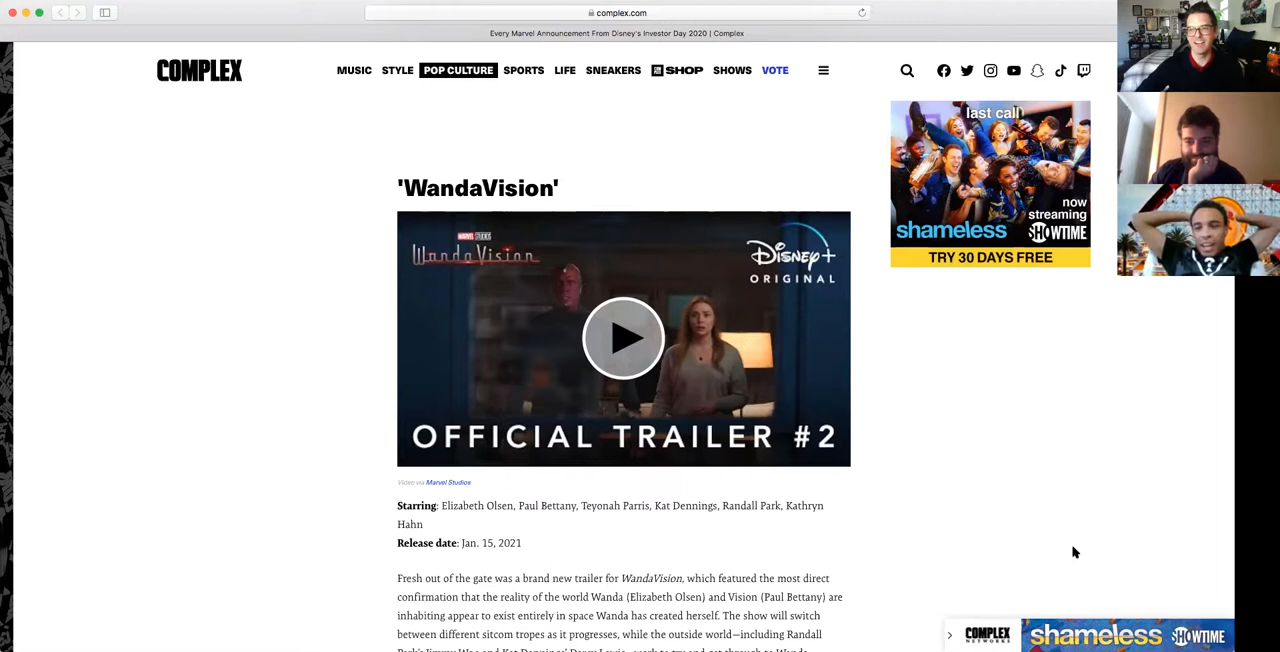 complex.com
Every Marvel Announcement From Disney's Investor Day 2020 | Complex
COMPLEX
MUSIC STYLE POP CULTURE SPORTS LIFE SNEAKERS SHOP SHOWS VOTE
last call
now
streaming
shameless SHOWTIME
TRY 30 DAYS FREE
'WandaVision'
MARVEL STUDIOS
WandaVision
Disney+
ORIGINAL
OFFICIAL TRAILER #2
Video via Marvel Studios
Starring: Elizabeth Olsen, Paul Bettany, Teyonah Parris, Kat Dennings, Randall Park, Kathryn
Hahn
Release date: Jan. 15, 2021
Fresh out of the gate was a brand new trailer for WandaVision, which featured the most direct
confirmation that the reality of the world Wanda (Elizabeth Olsen) and Vision (Paul Bettany) are
inhabiting appear to exist entirely in space Wanda has created herself. The show will switch
between different sitcom tropes as it progresses, while the outside world—including Randall
COMPLEX
NETWORKS
shameless SHOWTIME